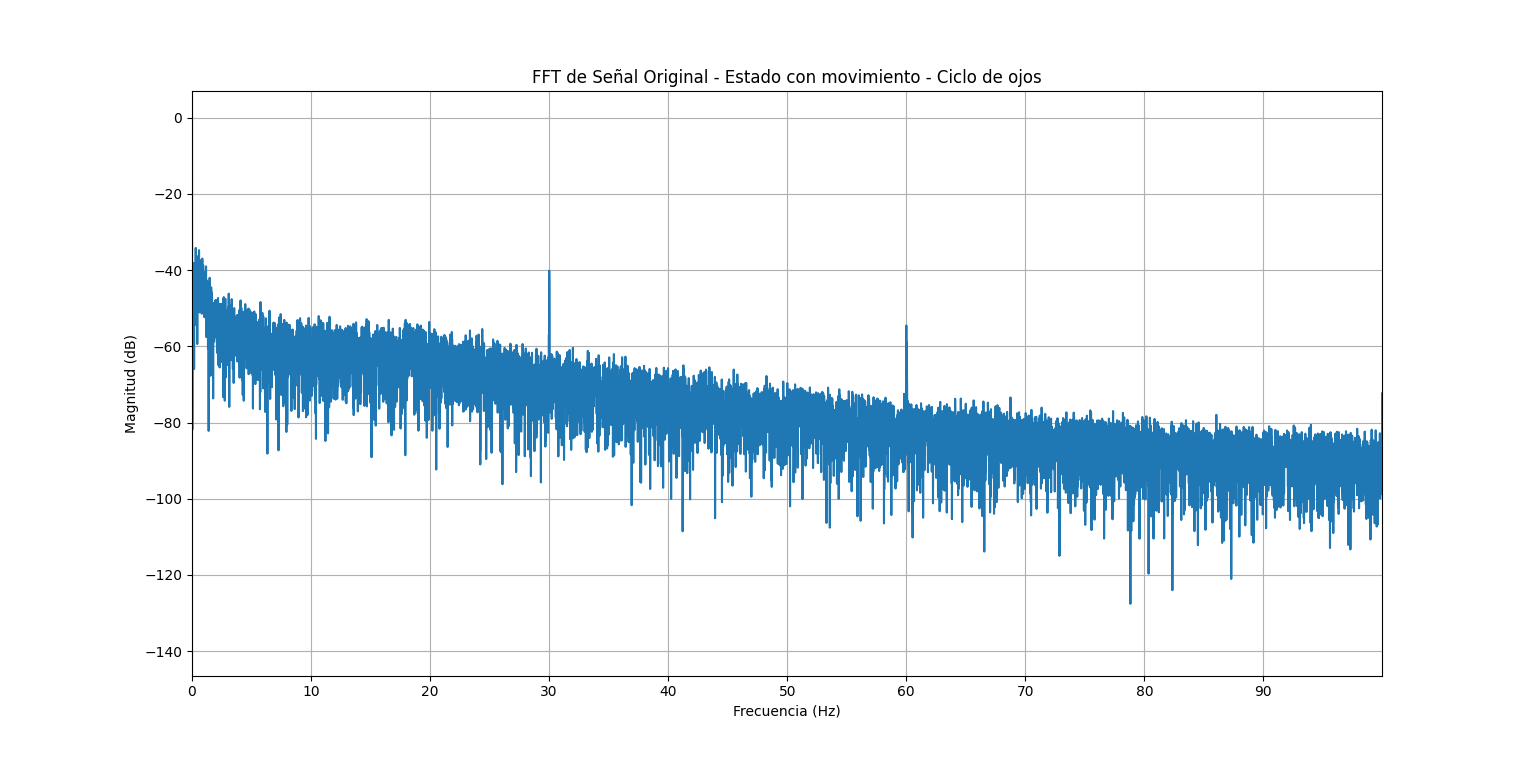 FFT de Señal Original - Estado con movimiento - Ciclo de ojos
0
−20
−40
−60
−80
−100
−120
−140
Magnitud (dB)
0 10 20 30 40 50 60 70 80 90
Frecuencia (Hz)